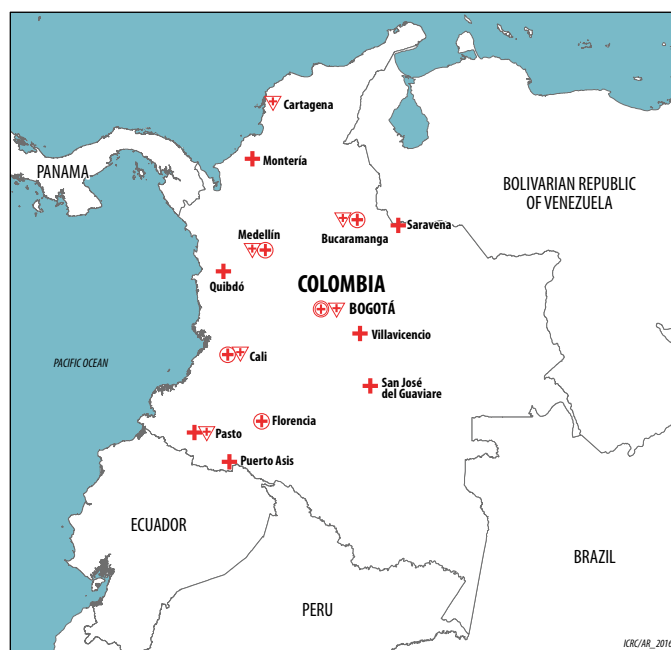 Cartagena
Montería
PANAMA
BOLIVARIAN REPUBLIC
OF VENEZUELA
Medellín
Bucaramanga
Saravena
Quibdó
COLOMBIA
BOGOTÁ
Villavicencio
PACIFIC OCEAN
Cali
San José
del Guaviare
Florencia
Pasto
Puerto Asis
ECUADOR
BRAZIL
PERU
ICRC/AR_2016